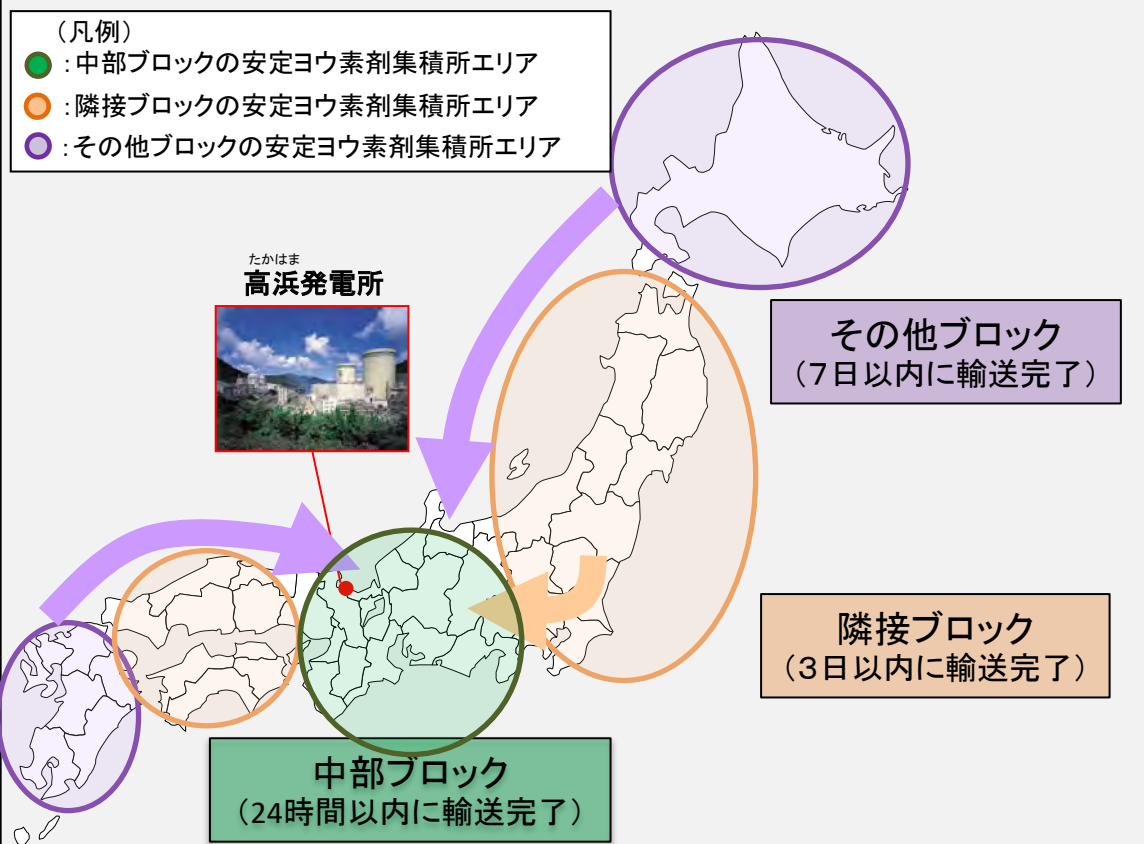 （凡例）
：中部ブロックの安定ヨウ素剤集積所エリア
：隣接ブロックの安定ヨウ素剤集積所エリア
：その他ブロックの安定ヨウ素剤集積所エリア
たかはま
高浜発電所
その他ブロック
（７日以内に輸送完了）
隣接ブロック
（３日以内に輸送完了）
中部ブロック
（24時間以内に輸送完了）